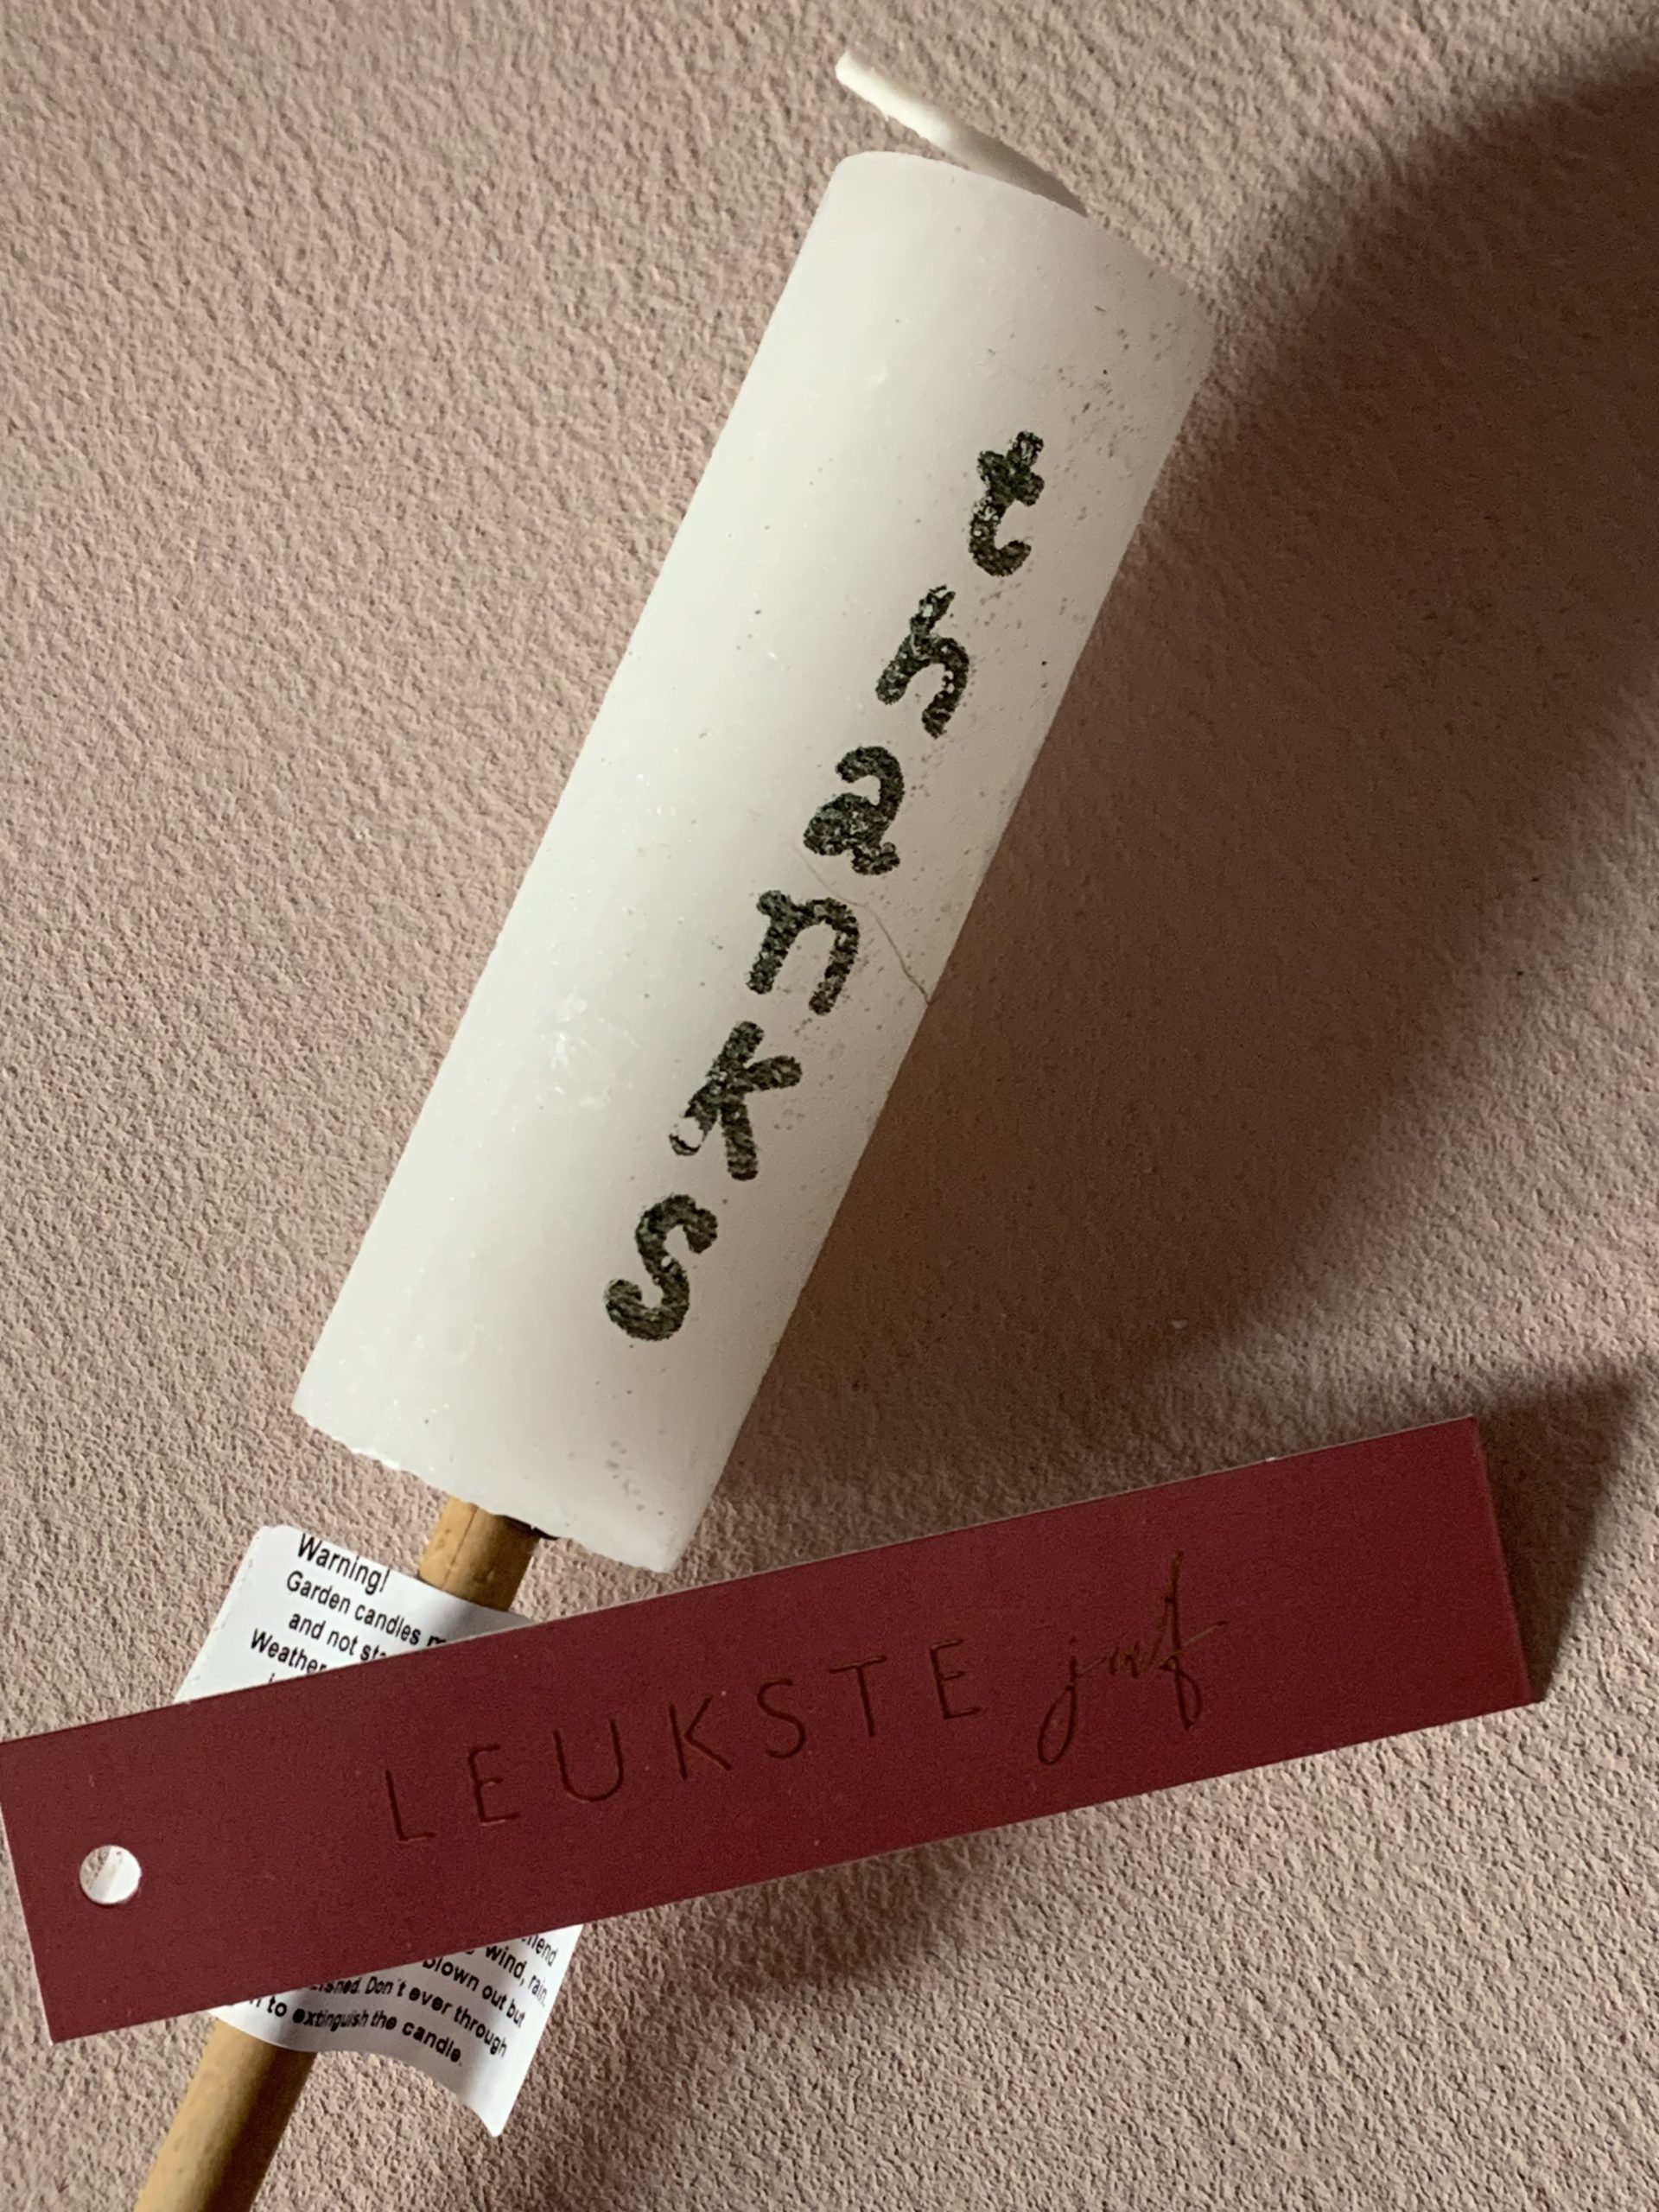 thanks
Warning!
Garden candles
and not
Weather
LEUKSTE juf
wind, rain.
blown out but
Don't ever through
to extinguish the candle.